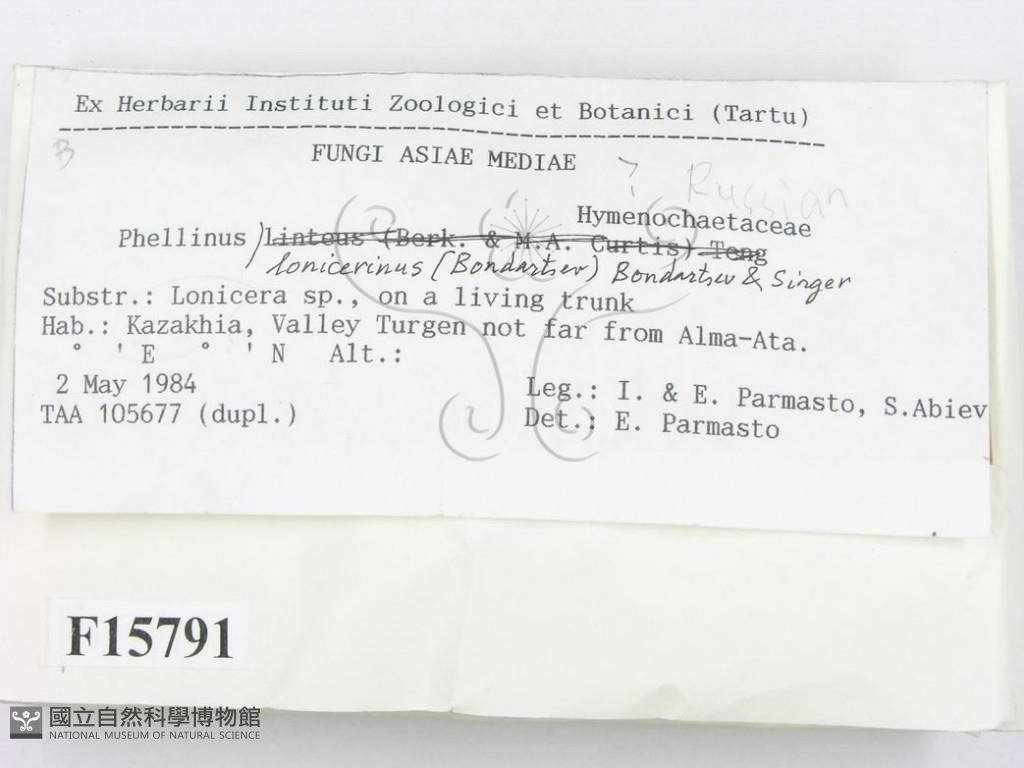 Ex Herbarii Instituti Zoologici et Botanici (Tartu)
B
FUNGI ASIAE MEDIAE
? Russian
Hymenochaetaceae
Phellinus linteus (Berk. & M.A. Curtis) Teng
lonicerinus (Bondartsev) Bondartsev & Singer
Substr.: Lonicera sp., on a living trunk
Hab.: Kazakhia, Valley Turgen not far from Alma-Ata.
° ' E ° ' N Alt.:
2 May 1984
Leg.: I. & E. Parmasto, S.Abiev
TAA 105677 (dupl.)
Det.: E. Parmasto
F15791
國立自然科學博物館
NATIONAL MUSEUM OF NATURAL SCIENCE